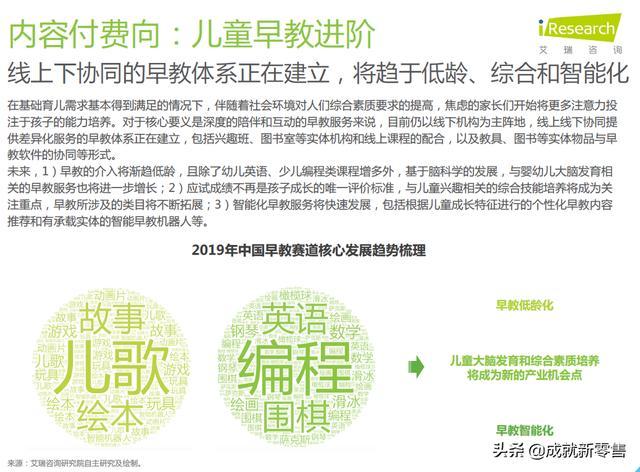 内容付费向：儿童早教进阶
iResearch
艾瑞咨询
线上下协同的早教体系正在建立，将趋于低龄、综合和智能化
在基础育儿需求基本得到满足的情况下，伴随着社会环境对人们综合素质要求的提高，焦虑的家长们开始将更多注意力投
注于孩子的能力培养。对于核心要义是深度的陪伴和互动的早教服务来说，目前仍以线下机构为主阵地，线上线下协同提
供差异化服务的早教体系正在建立，包括兴趣班、图书室等实体机构和线上课程的配合，以及教具、图书等实体物品与早
教软件的协同等形式。
未来，1）早教的介入将渐趋低龄，且除了幼儿英语、少儿编程类课程增多外，基于脑科学的发展，与婴幼儿大脑发育相
关的早教服务也将进一步增长；2）应试成绩不再是孩子成长的唯一评价标准，与儿童兴趣相关的综合技能培养将成为关
注重点，早教所涉及的类目将不断拓展；3）智能化早教服务将快速发展，包括根据儿童成长特征进行的个性化早教内容
推荐和有承载实体的智能早教机器人等。
2019年中国早教赛道核心发展趋势梳理
动画片
故事
游戏
儿歌
玩具
绘本
智能机器人
橄榄球
英语
钢琴
数学
编程
滑冰
绘画
围棋
萨克斯
早教低龄化
儿童大脑发育和综合素质培养
将成为新的产业机会点
早教智能化
来源：艾瑞咨询研究院自主研究及绘制。
头条 @成就新零售